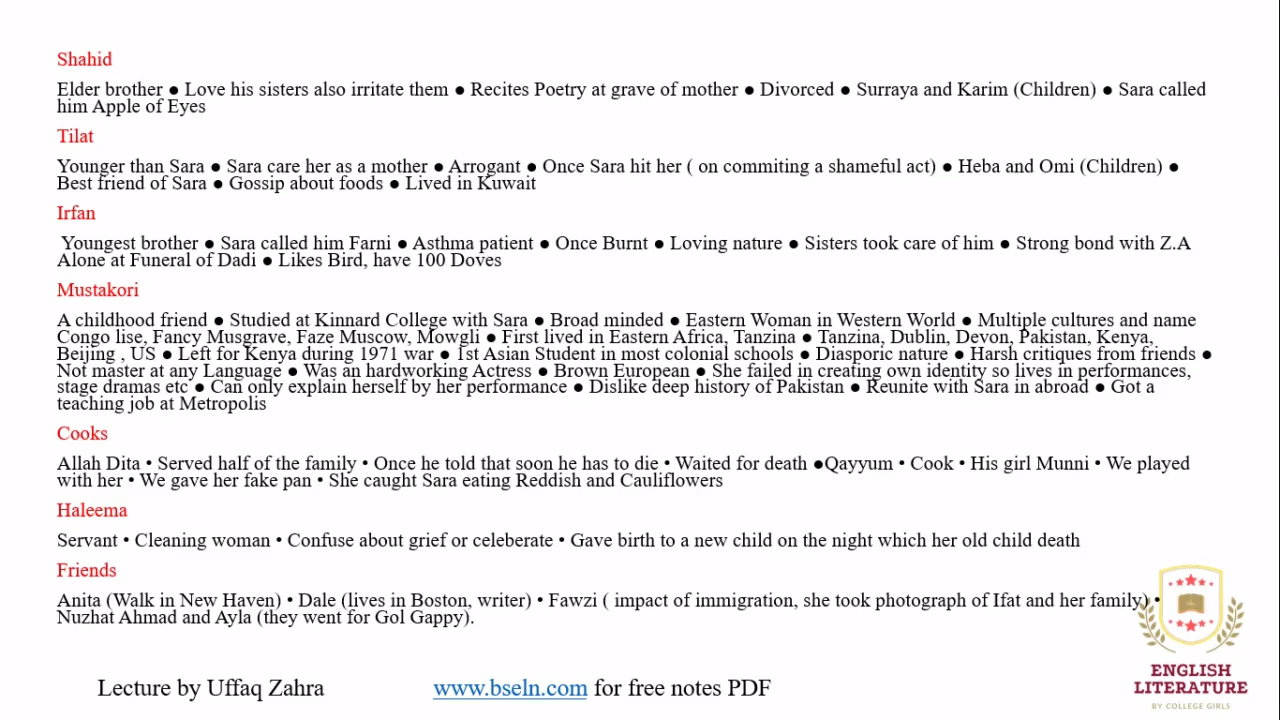 Shahid
Elder brother ● Love his sisters also irritate them ● Recites Poetry at grave of mother ● Divorced ● Surraya and Karim (Children) ● Sara called
him Apple of Eyes
Tilat
Younger than Sara ● Sara care her as a mother ● Arrogant ● Once Sara hit her ( on commiting a shameful act) ● Heba and Omi (Children) ●
Best friend of Sara ● Gossip about foods ● Lived in Kuwait
Irfan
Youngest brother ● Sara called him Farni ● Asthma patient ● Once Burnt ● Loving nature ● Sisters took care of him ● Strong bond with Z.A
Alone at Funeral of Dadi ● Likes Bird, have 100 Doves
Mustakori
A childhood friend ● Studied at Kinnard College with Sara ● Broad minded ● Eastern Woman in Western World ● Multiple cultures and name
Congo lise, Fancy Musgrave, Faze Muscow, Mowgli ● First lived in Eastern Africa, Tanzina ● Tanzina, Dublin, Devon, Pakistan, Kenya,
Beijing , US ● Left for Kenya during 1971 war ● 1st Asian Student in most colonial schools ● Diasporic nature ● Harsh critiques from friends ●
Not master at any Language ● Was an hardworking Actress ● Brown European ● She failed in creating own identity so lives in performances,
stage dramas etc ● Can only explain herself by her performance ● Dislike deep history of Pakistan ● Reunite with Sara in abroad ● Got a
teaching job at Metropolis
Cooks
Allah Dita • Served half of the family • Once he told that soon he has to die • Waited for death ●Qayyum • Cook • His girl Munni • We played
with her • We gave her fake pan • She caught Sara eating Reddish and Cauliflowers
Haleema
Servant • Cleaning woman • Confuse about grief or celeberate • Gave birth to a new child on the night which her old child death
Friends
Anita (Walk in New Haven) • Dale (lives in Boston, writer) • Fawzi ( impact of immigration, she took photograph of Ifat and her family) •
Nuzhat Ahmad and Ayla (they went for Gol Gappy).
Lecture by Uffaq Zahra
www.bseln.com for free notes PDF
ENGLISH
LITERATURE
BY COLLEGE GIRLS